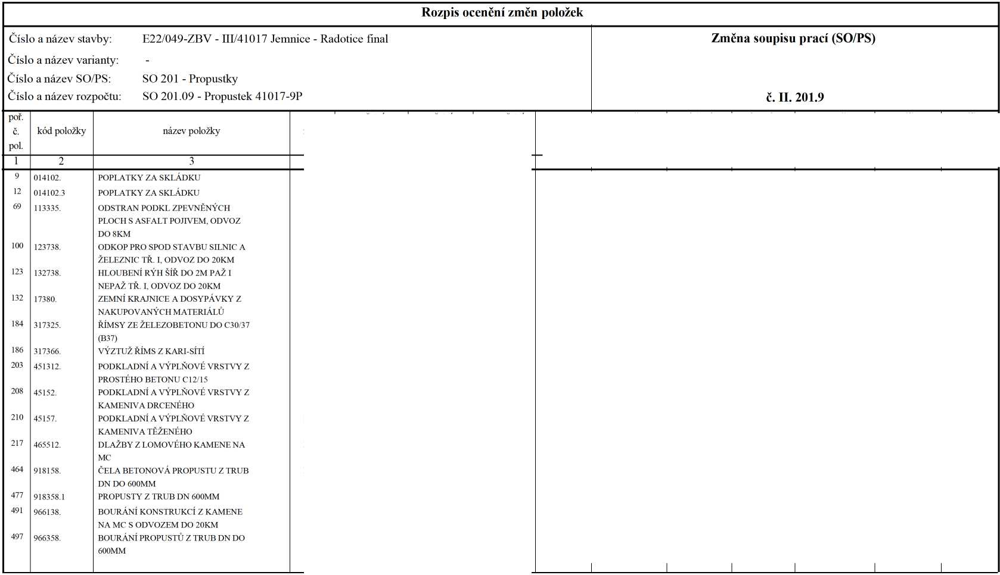 Rozpis ocenění změn položek
Číslo a název stavby: E22/049-ZBV - III/41017 Jemnice - Radotice final
Změna soupisu prací (SO/PS)
Číslo a název varianty: -
Číslo a název SO/PS: SO 201 - Propustky
Číslo a název rozpočtu: SO 201.09 - Propustek 41017-9P
č. II. 201.9
poř.
č.
pol.
kód položky
název položky
1 2 3
9 014102. POPLATKY ZA SKLÁDKU
12 014102.3 POPLATKY ZA SKLÁDKU
69 113335. ODSTRAN PODKL ZPEVNĚNÝCH
PLOCH S ASFALT POJIVEM, ODVOZ
DO 8KM
100 123738. ODKOP PRO SPOD STAVBU SILNIC A
ŽELEZNIC TŘ. I, ODVOZ DO 20KM
123 132738. HLOUBENÍ RÝH ŠÍŘ DO 2M PAŽ I
NEPAŽ TŘ. I, ODVOZ DO 20KM
132 17380. ZEMNÍ KRAJNICE A DOSYPÁVKY Z
NAKUPOVANÝCH MATERIÁLŮ
184 317325. ŘÍMSY ZE ŽELEZOBETONU DO C30/37
(B37)
186 317366. VÝZTUŽ ŘÍMS Z KARI-SÍTÍ
203 451312. PODKLADNÍ A VÝPLŇOVÉ VRSTVY Z
PROSTÉHO BETONU C12/15
208 45152. PODKLADNÍ A VÝPLŇOVÉ VRSTVY Z
KAMENIVA DRCENÉHO
210 45157. PODKLADNÍ A VÝPLŇOVÉ VRSTVY Z
KAMENIVA TĚŽENÉHO
217 465512. DLAŽBY Z LOMOVÉHO KAMENE NA
MC
464 918158. ČELA BETONOVÁ PROPUSTU Z TRUB
DN DO 600MM
477 918358.1 PROPUSTY Z TRUB DN 600MM
491 966138. BOURÁNÍ KONSTRUKCÍ Z KAMENE
NA MC S ODVOZEM DO 20KM
497 966358. BOURÁNÍ PROPUSTŮ Z TRUB DN DO
600MM